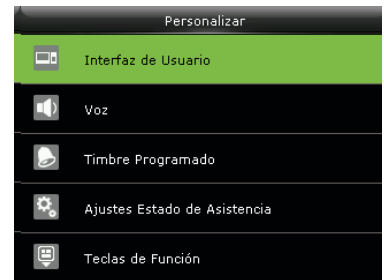 Personalizar
Interfaz de Usuario
Voz
Timbre Programado
Ajustes Estado de Asistencia
Teclas de Función